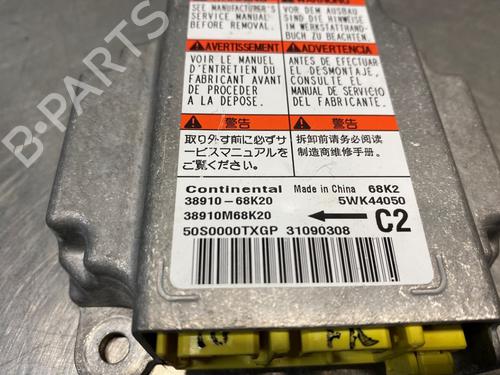 SEE MANUFACTURER'S
SERVICE MANUAL
BEFORE REMOVAL.
VOR DEM AUSBAU
SIND DIE HINWEISE
IM WERKSTATTHAND-
BUCH ZU BEACHTEN.
AVERTISSEMENT
VOIR LE MANUEL
D'ENTRETIEN DU
FABRICANT AVANT
DE PROCEDER
A LA DEPOSE.
ADVERTENCIA
ANTES DE EFECTUAR
EL DESMONTAJE,
CONSULTE EL
MANUAL DE SERVICIO
DEL FABRICANTE.
警告
取り外す前に必ずサ
ービスマニュアルを
ご覧ください。
警告
拆卸前请务必阅读
制造商维修手册.
Continental Made in China 68K2
38910-68K20 5WK44050
38910M68K20 C2
50S0000TXGP 31090308
B-PARTS